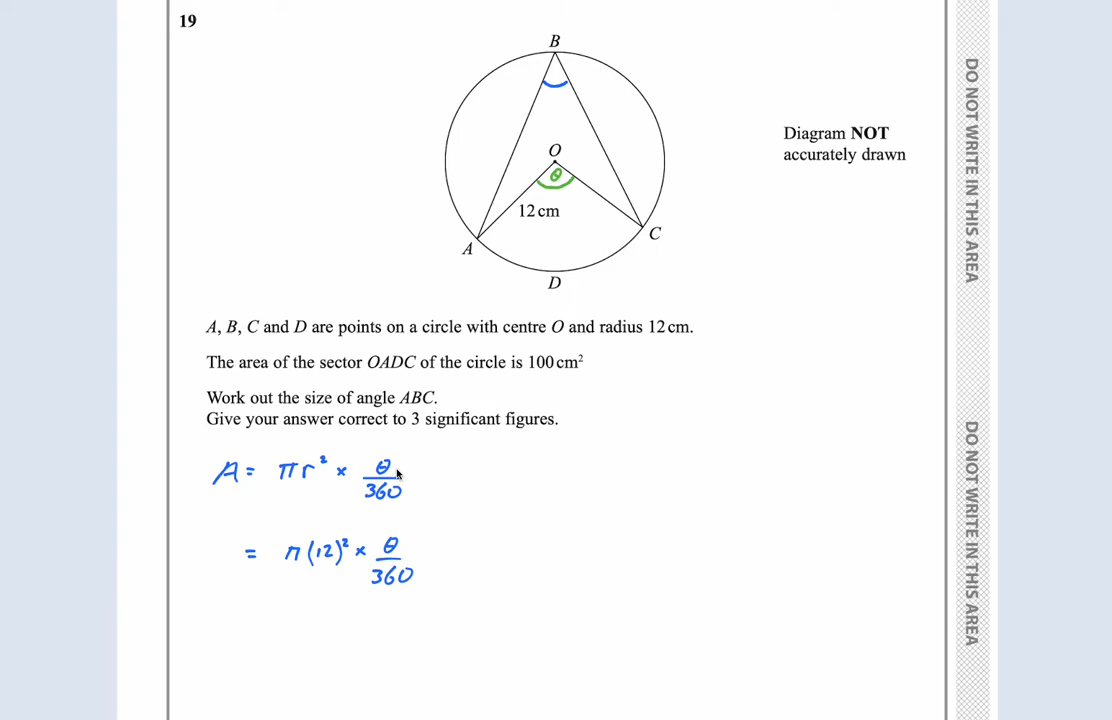 19
B
O
θ
12 cm
A
C
D
Diagram NOT
accurately drawn
A, B, C and D are points on a circle with centre O and radius 12 cm.
The area of the sector OADC of the circle is 100 cm²
Work out the size of angle ABC.
Give your answer correct to 3 significant figures.
A = πr² × θ/360
= π(12)² × θ/360
DO NOT WRITE IN THIS AREA
DO NOT WRITE IN THIS AREA